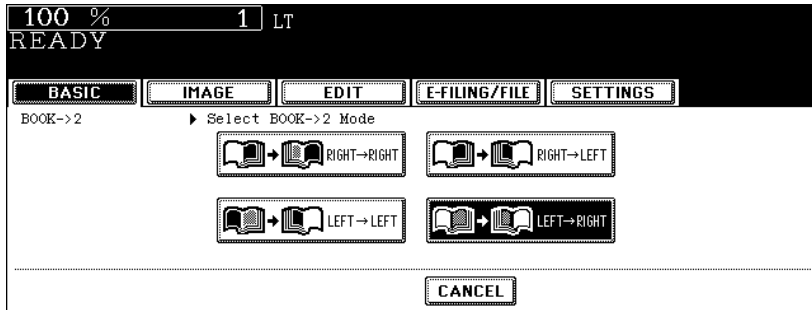 100 % 1 LT
READY
BASIC IMAGE EDIT E-FILING/FILE SETTINGS
BOOK->2 Select BOOK->2 Mode
RIGHT→RIGHT RIGHT→LEFT
LEFT→LEFT LEFT→RIGHT
CANCEL